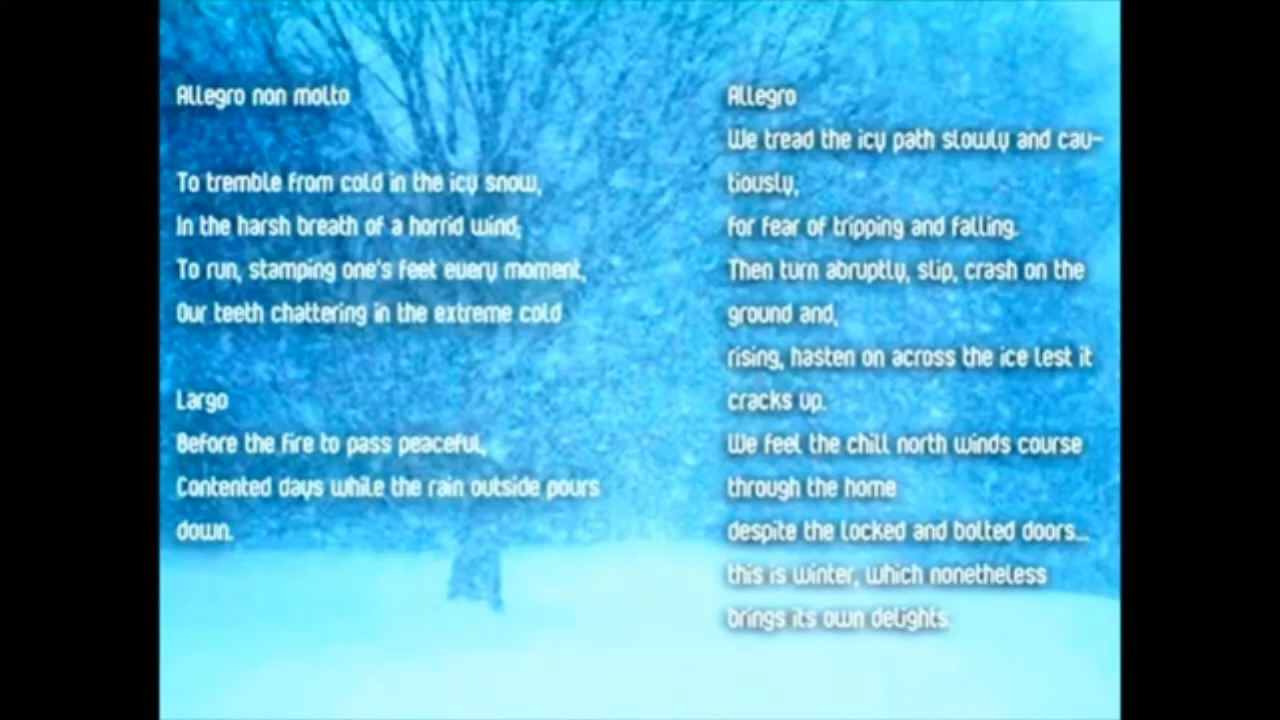 Allegro non molto
To tremble from cold in the icy snow,
In the harsh breath of a horrid wind;
To run, stamping one's feet every moment,
Our teeth chattering in the extreme cold
Largo
Before the fire to pass peaceful,
Contented days while the rain outside pours
down.
Allegro
We tread the icy path slowly and cau-
tiously,
for fear of tripping and falling.
Then turn abruptly, slip, crash on the
ground and,
rising, hasten on across the ice lest it
cracks up.
We feel the chill north winds course
through the home
despite the locked and bolted doors...
this is winter, which nonetheless
brings its own delights.